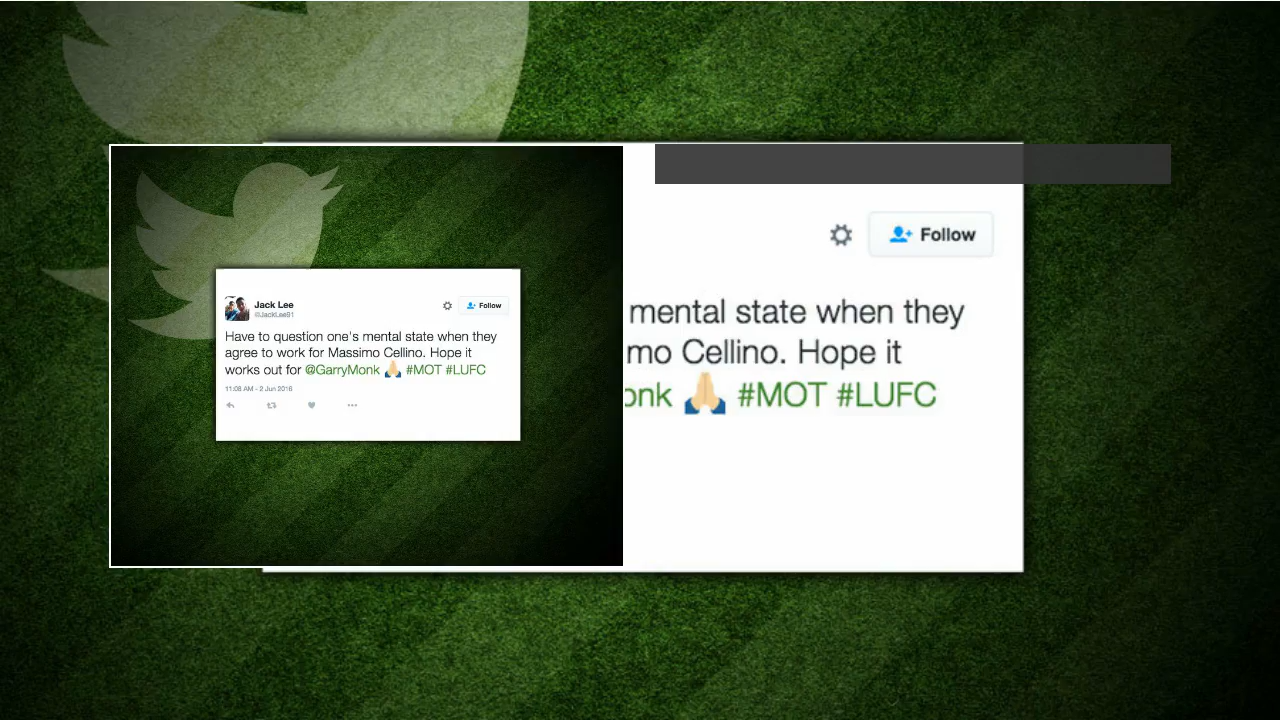 Jack Lee
@JackLee91
Follow
Have to question one's mental state when they
agree to work for Massimo Cellino. Hope it
works out for @GarryMonk 🙏 #MOT #LUFC
11:08 AM - 2 Jun 2016
Follow
mental state when they
mo Cellino. Hope it
onk 🙏 #MOT #LUFC